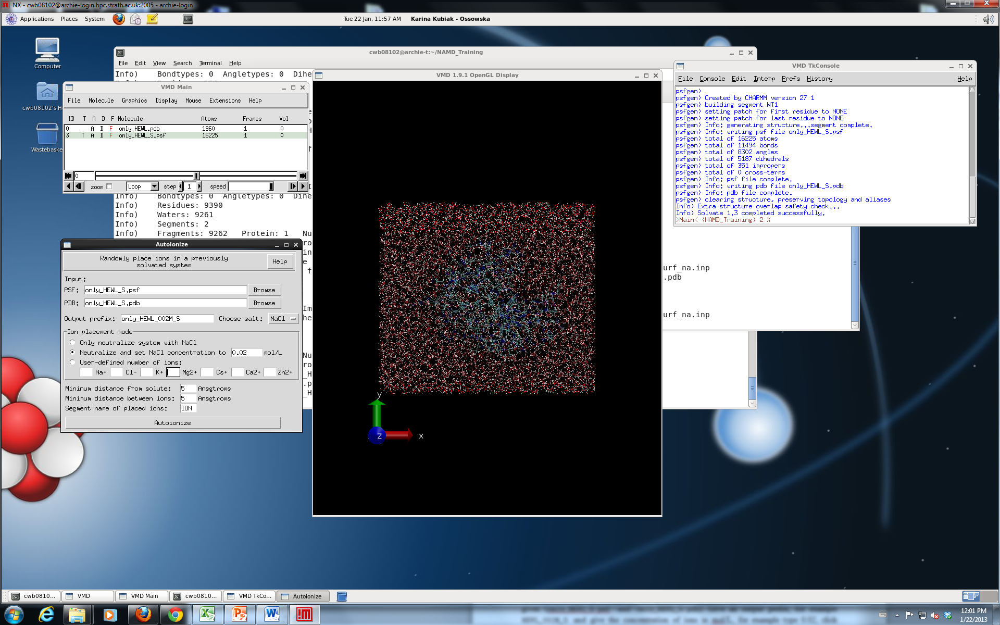 NX - cwb08102@archie-login.hpc.strath.ac.uk:2005 - archie-login
Applications Places System
Tue 22 Jan, 11:57 AM Karina Kubiak - Ossowska
Computer
cwb08102's H
Wastebaske
cwb08102@archie-t:~/NAMD_Training
File Edit View Search Terminal Help
Info) Bondtypes: 0 Angletypes: 0 Dihe
VMD Main
File Molecule Graphics Display Mouse Extensions Help
ID T A D F Molecule Atoms Frames Vol
0 A D F only_HEWL.pdb 1960 1 0
3 T A D F only_HEWL_S.psf 16225 1 0
0
zoom Loop step 1 speed
Info) Bondtypes: 0 Angletypes: 0 Dihe
Info) Residues: 9390
Info) Waters: 9261
Info) Segments: 2
Info) Fragments: 9262 Protein: 1 Nu
Autoionize
Randomly place ions in a previously
solvated system
Help
Input:
PSF: only_HEWL_S.psf Browse
PDB: only_HEWL_S.pdb Browse
Output prefix: only_HEWL_002M_S Choose salt: NaCl
Ion placement mode
Only neutralize system with NaCl
Neutralize and set NaCl concentration to 0.02 mol/L
User-defined number of ions:
Na+ Cl- K+ Mg2+ Cs+ Ca2+ Zn2+
Mininum distance from solute: 5 Ansgtroms
Minimum distance between ions: 5 Ansgtroms
Segment name of placed ions: ION
Autoionize
VMD 1.9.1 OpenGL Display
y
Z
x
VMD TkConsole
File Console Edit Interp Prefs History Help
psfgen)
psfgen) Created by CHARMM version 27 1
psfgen) building segment WT1
psfgen) setting patch for first residue to NONE
psfgen) setting patch for last residue to NONE
psfgen) Info: generating structure...segment complete.
psfgen) Info: writing psf file only_HEWL_S.psf
psfgen) total of 16225 atoms
psfgen) total of 11494 bonds
psfgen) total of 8302 angles
psfgen) total of 5187 dihedrals
psfgen) total of 351 impropers
psfgen) total of 0 cross-terms
psfgen) Info: psf file complete.
psfgen) Info: writing pdb file only_HEWL_S.pdb
psfgen) Info: pdb file complete.
psfgen) clearing structure, preserving topology and aliases
Info) Extra structure overlap safety check...
Info) Solvate 1.3 completed successfully.
>Main< (NAMD_Training) 2 %
urf_na.inp
.pdb
urf_na.inp
cwb0810... VMD VMD Main cwb0810... VMD TkCo... Autoionize
12:01 PM
1/22/2013